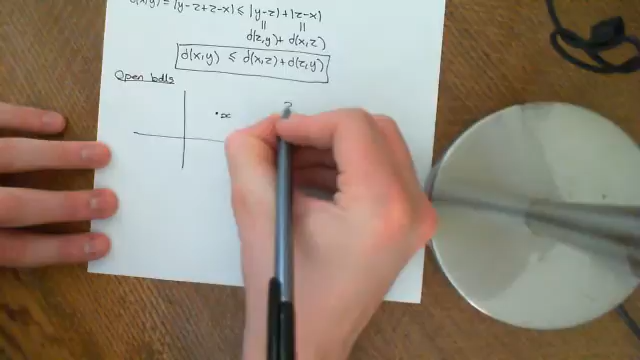 d(x,y) = |y-z+z-x| ≤ |y-z| + |z-x|
= =
d(z,y) + d(x,z)
d(x,y) ≤ d(x,z) + d(z,y)
Open balls
x